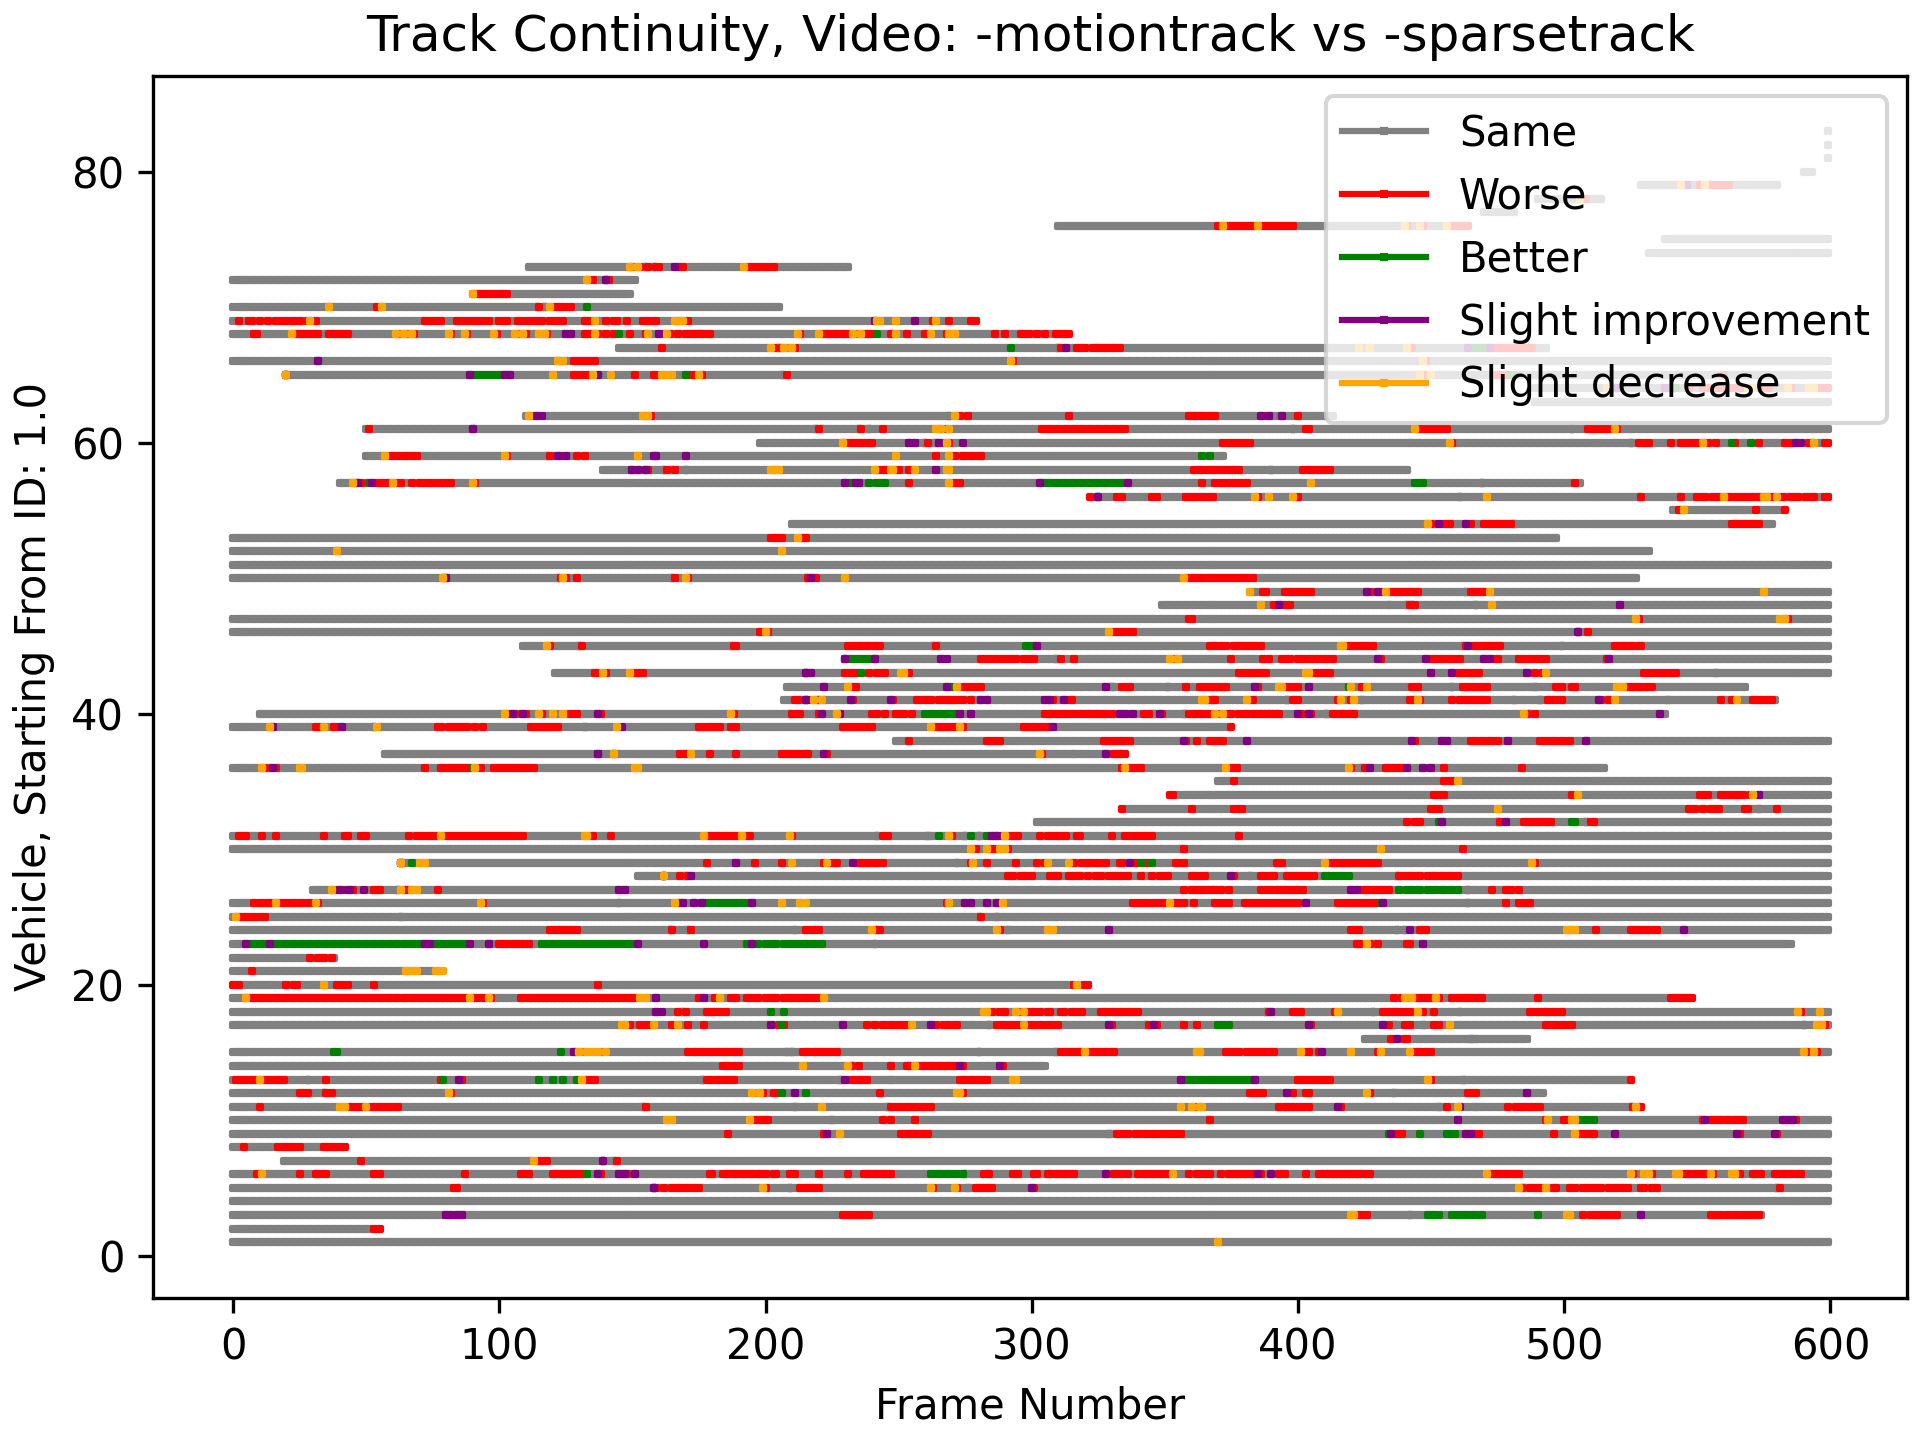 Track Continuity, Video: -motiontrack vs -sparsetrack
Same
Worse
Better
Slight improvement
Slight decrease
80
60
40
20
0
Vehicle, Starting From ID: 1.0
0 100 200 300 400 500 600
Frame Number